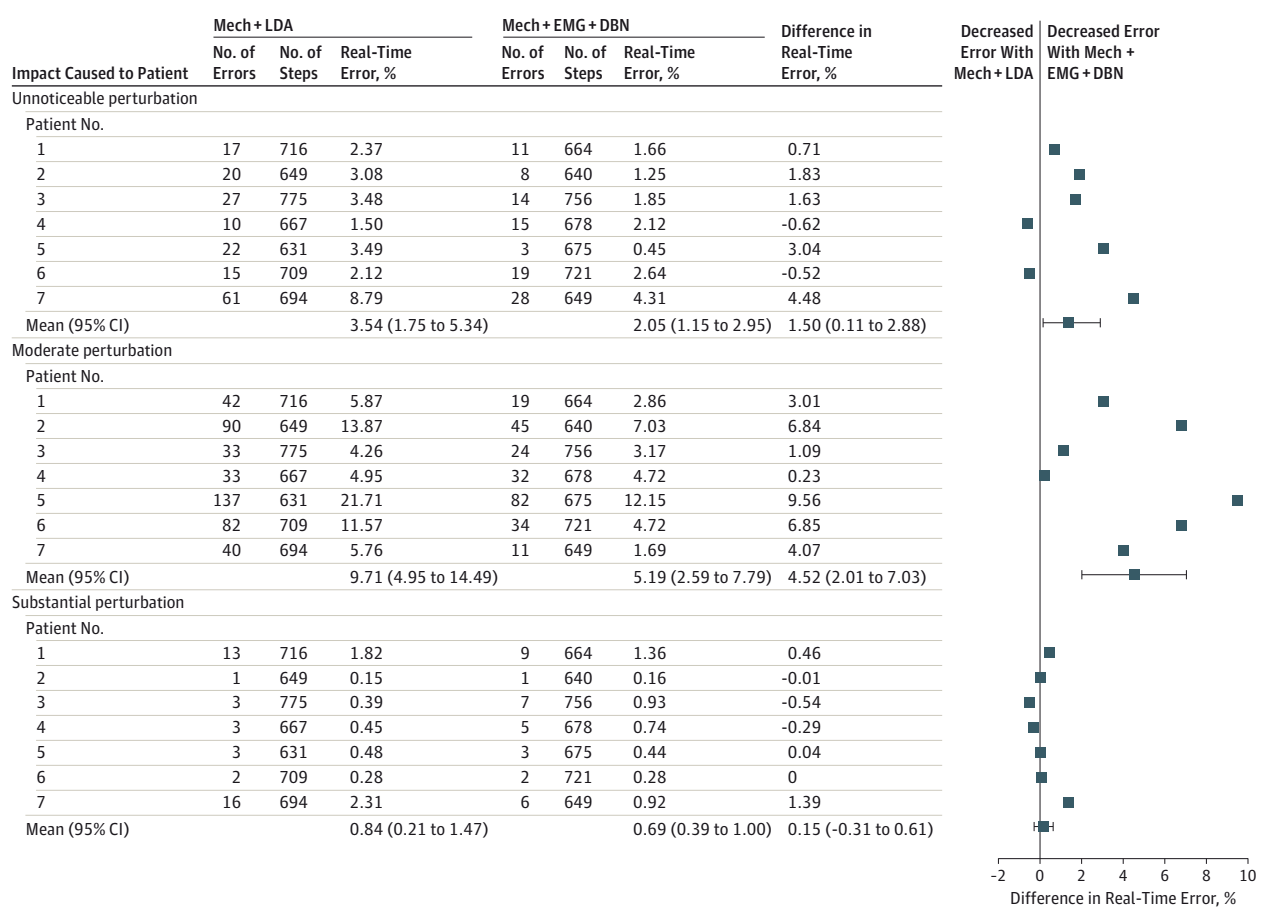 Mech + LDA Mech + EMG + DBN Difference in Real-Time Error, % Decreased Error With Mech + LDA Decreased Error With Mech + EMG + DBN
Impact Caused to Patient No. of Errors No. of Steps Real-Time Error, % No. of Errors No. of Steps Real-Time Error, %
Unnoticeable perturbation
Patient No.
1 17 716 2.37 11 664 1.66 0.71
2 20 649 3.08 8 640 1.25 1.83
3 27 775 3.48 14 756 1.85 1.63
4 10 667 1.50 15 678 2.12 -0.62
5 22 631 3.49 3 675 0.45 3.04
6 15 709 2.12 19 721 2.64 -0.52
7 61 694 8.79 28 649 4.31 4.48
Mean (95% CI) 3.54 (1.75 to 5.34) 2.05 (1.15 to 2.95) 1.50 (0.11 to 2.88)
Moderate perturbation
Patient No.
1 42 716 5.87 19 664 2.86 3.01
2 90 649 13.87 45 640 7.03 6.84
3 33 775 4.26 24 756 3.17 1.09
4 33 667 4.95 32 678 4.72 0.23
5 137 631 21.71 82 675 12.15 9.56
6 82 709 11.57 34 721 4.72 6.85
7 40 694 5.76 11 649 1.69 4.07
Mean (95% CI) 9.71 (4.95 to 14.49) 5.19 (2.59 to 7.79) 4.52 (2.01 to 7.03)
Substantial perturbation
Patient No.
1 13 716 1.82 9 664 1.36 0.46
2 1 649 0.15 1 640 0.16 -0.01
3 3 775 0.39 7 756 0.93 -0.54
4 3 667 0.45 5 678 0.74 -0.29
5 3 631 0.48 3 675 0.44 0.04
6 2 709 0.28 2 721 0.28 0
7 16 694 2.31 6 649 0.92 1.39
Mean (95% CI) 0.84 (0.21 to 1.47) 0.69 (0.39 to 1.00) 0.15 (-0.31 to 0.61)
-2 0 2 4 6 8 10
Difference in Real-Time Error, %